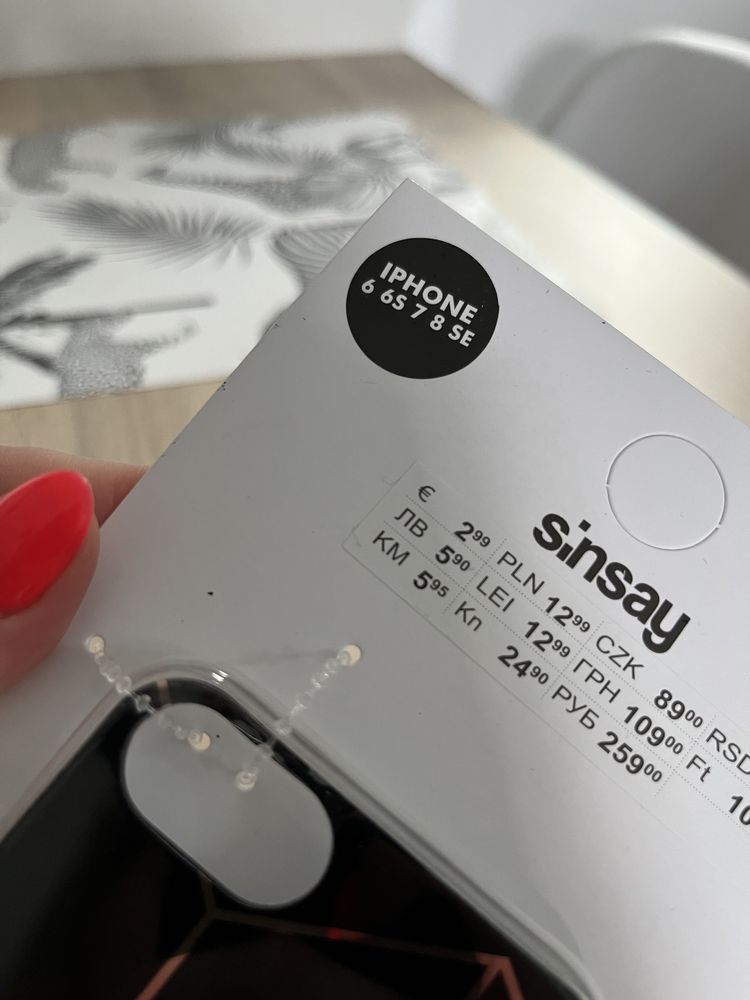 IPHONE
6 6S 7 8 SE
sinsay
€ 2⁹⁹ PLN 12⁹⁹ CZK 89⁰⁰ RSD
ЛВ 5⁹⁰ LEI 12⁹⁹ ГРН 109⁰⁰ Ft
KM 5⁹⁵ Kn 24⁹⁰ РУБ 259⁰⁰